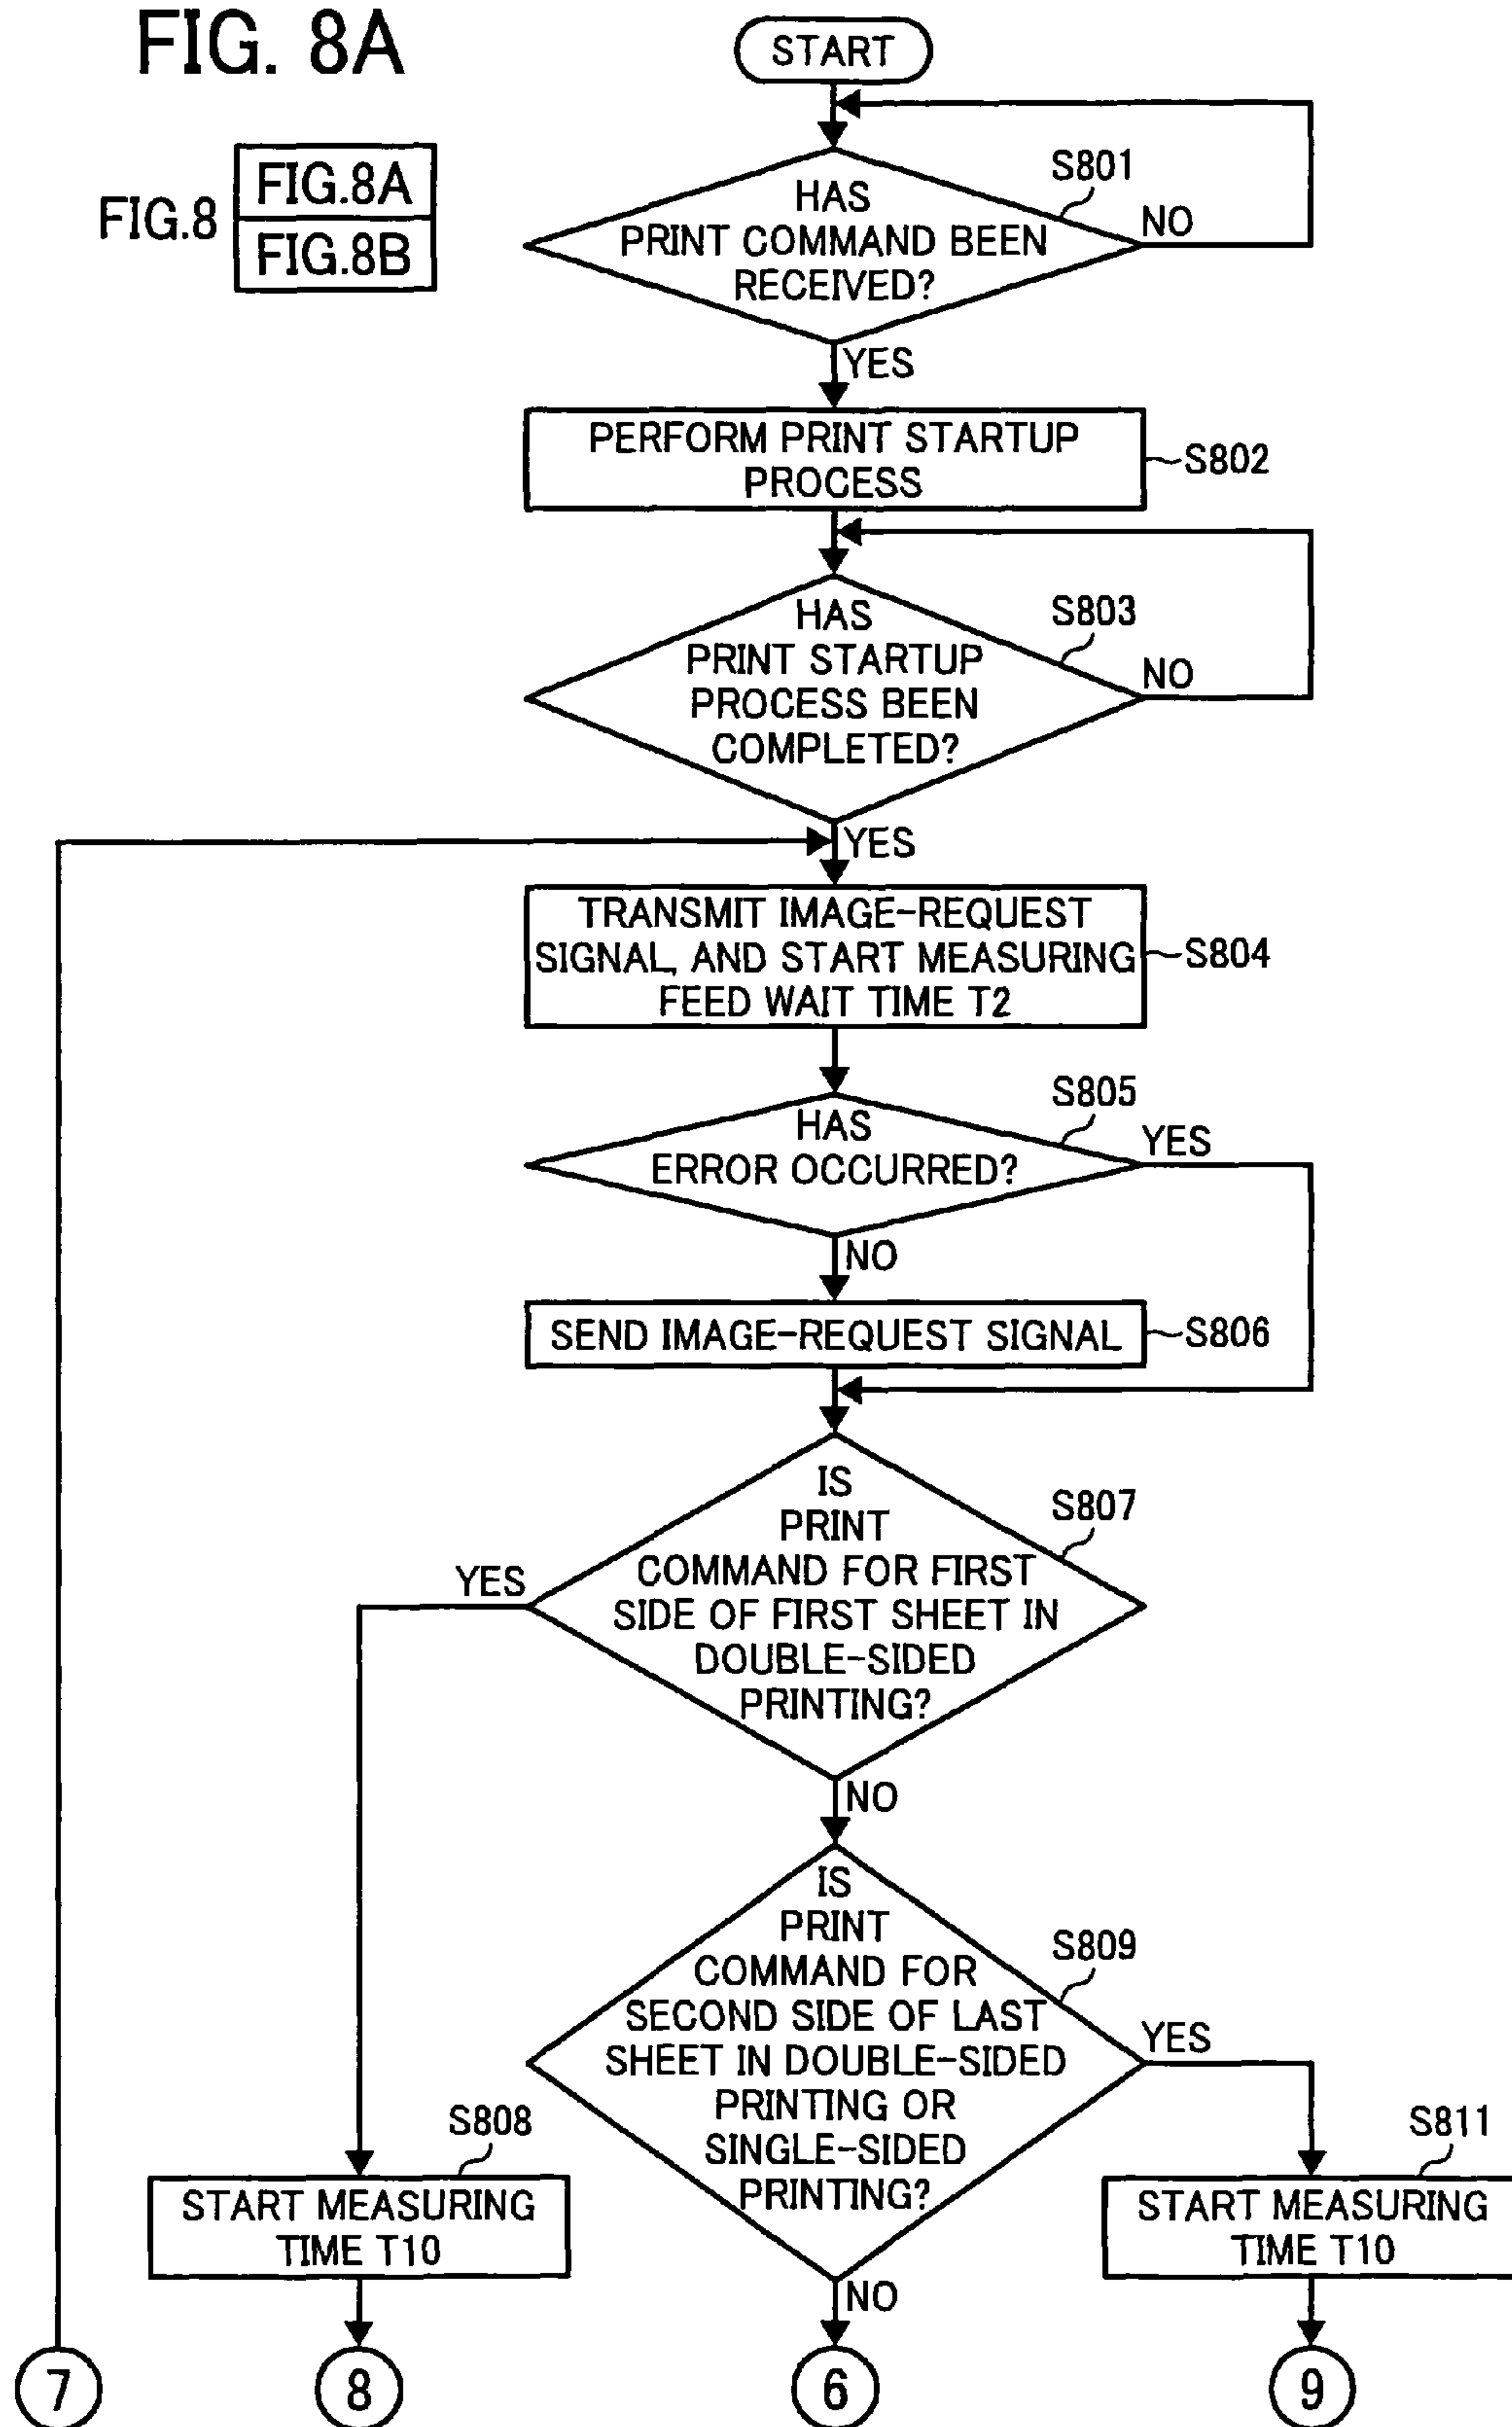 FIG. 8A
FIG.8
FIG.8A
FIG.8B
START
S801
HAS
PRINT COMMAND BEEN
RECEIVED?
NO
YES
PERFORM PRINT STARTUP
PROCESS
S802
S803
HAS
PRINT STARTUP
PROCESS BEEN
COMPLETED?
NO
YES
TRANSMIT IMAGE-REQUEST
SIGNAL, AND START MEASURING
FEED WAIT TIME T2
S804
S805
HAS
ERROR OCCURRED?
YES
NO
SEND IMAGE-REQUEST SIGNAL
S806
S807
IS
PRINT
COMMAND FOR FIRST
SIDE OF FIRST SHEET IN
DOUBLE-SIDED
PRINTING?
YES
NO
S809
IS
PRINT
COMMAND FOR
SECOND SIDE OF LAST
SHEET IN DOUBLE-SIDED
PRINTING OR
SINGLE-SIDED
PRINTING?
YES
NO
S808
START MEASURING
TIME T10
S811
START MEASURING
TIME T10
7
8
6
9